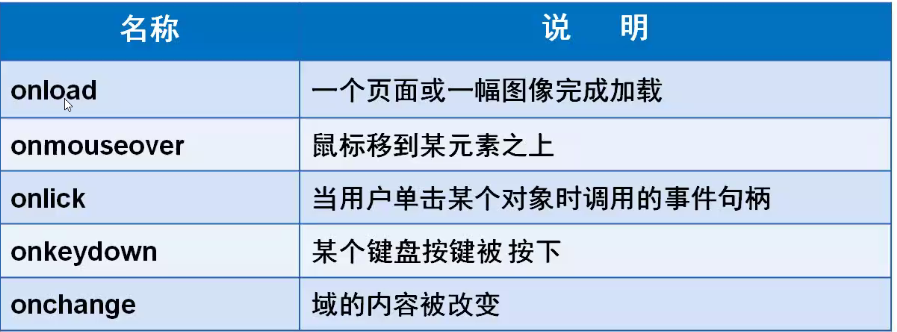 名称 说 明
onload 一个页面或一幅图像完成加载
onmouseover 鼠标移到某元素之上
onlick 当用户单击某个对象时调用的事件句柄
onkeydown 某个键盘按键被 按下
onchange 域的内容被改变